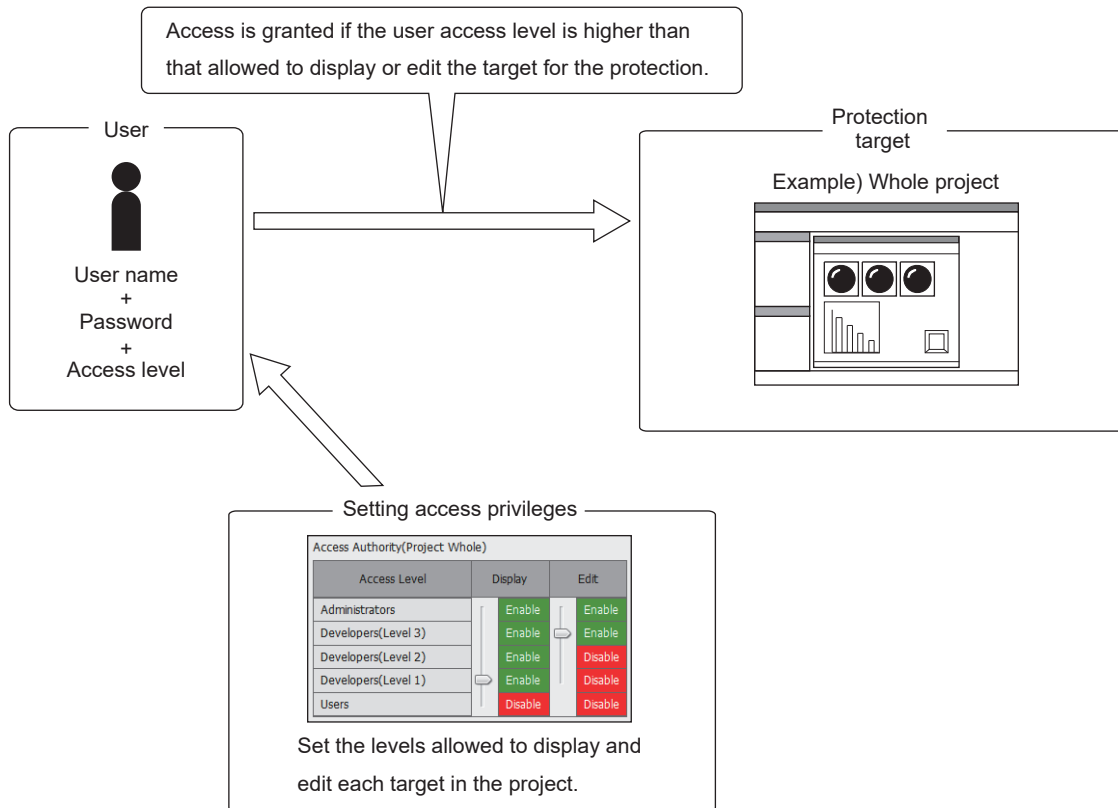 Access is granted if the user access level is higher than
that allowed to display or edit the target for the protection.
User
User name
+
Password
+
Access level
Protection
target
Example) Whole project
Setting access privileges
Access Authority(Project Whole)
Access Level Display Edit
Administrators Enable Enable
Developers(Level 3) Enable Enable
Developers(Level 2) Enable Disable
Developers(Level 1) Enable Disable
Users Disable Disable
Set the levels allowed to display and
edit each target in the project.